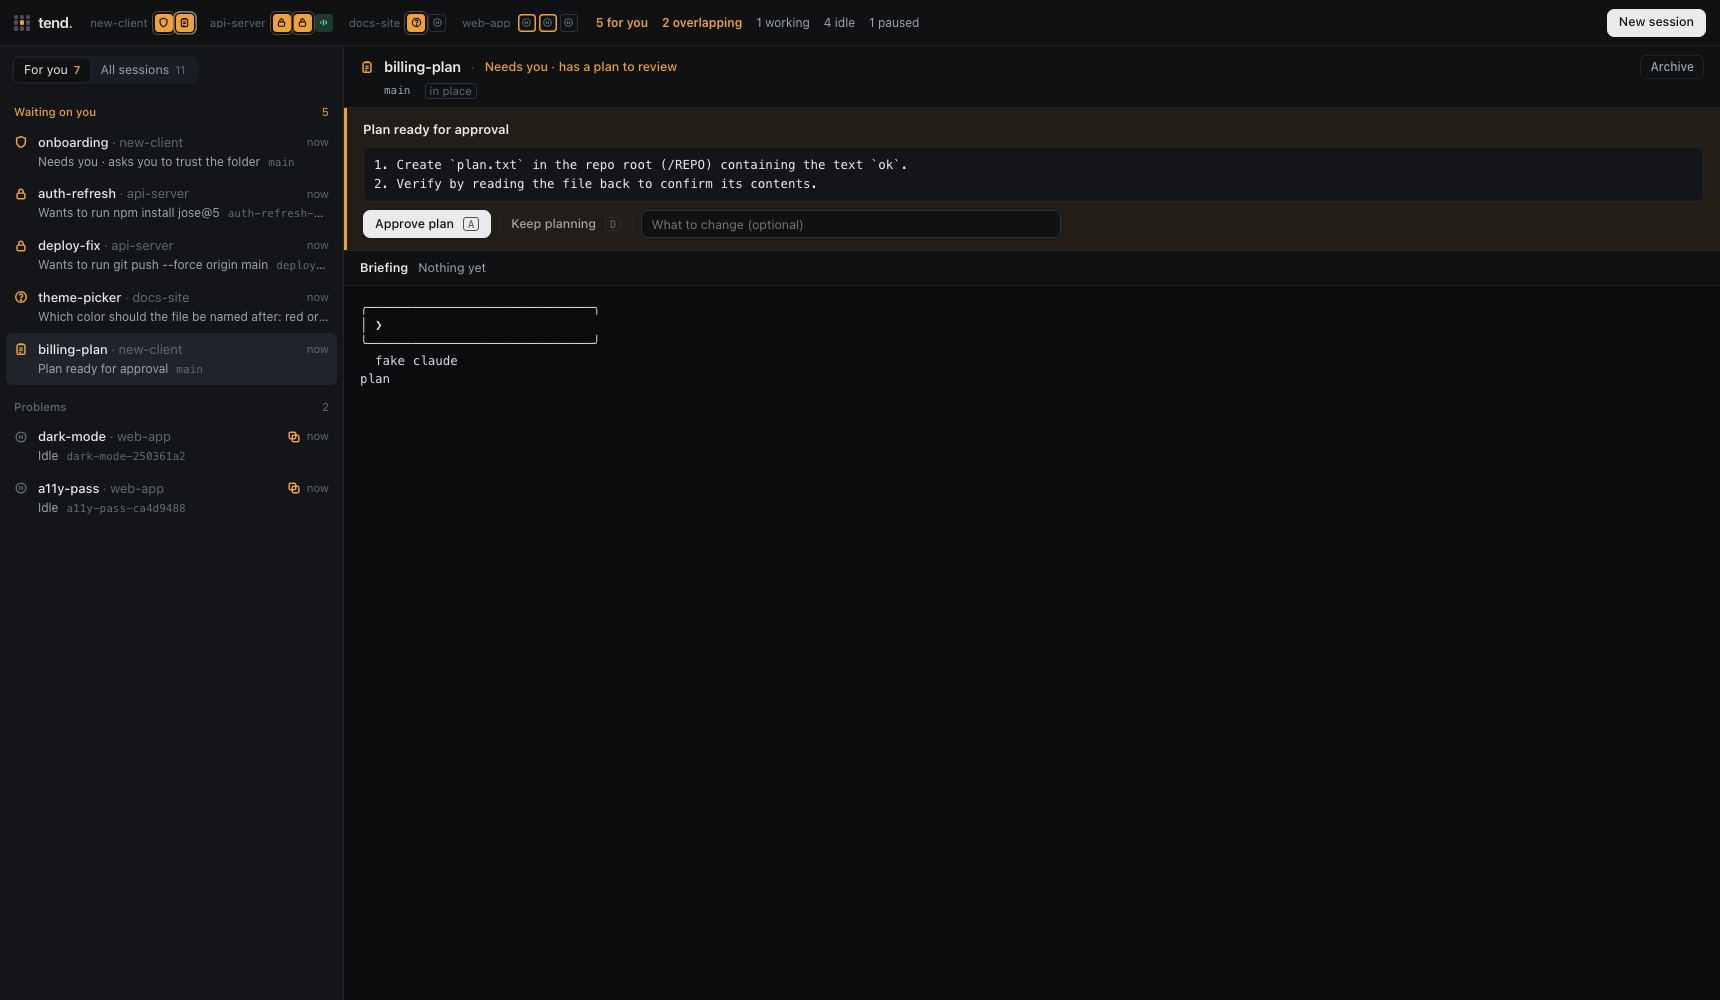 tend. new-client api-server docs-site web-app 5 for you 2 overlapping 1 working 4 idle 1 paused New session
For you 7 All sessions 11
Waiting on you 5
onboarding · new-client now
Needs you · asks you to trust the folder main
auth-refresh · api-server now
Wants to run npm install jose@5 auth-refresh-…
deploy-fix · api-server now
Wants to run git push --force origin main deploy…
theme-picker · docs-site now
Which color should the file be named after: red or…
billing-plan · new-client now
Plan ready for approval main
Problems 2
dark-mode · web-app now
Idle dark-mode-250361a2
a11y-pass · web-app now
Idle a11y-pass-ca4d9488
billing-plan · Needs you · has a plan to review Archive
main in place
Plan ready for approval
1. Create `plan.txt` in the repo root (/REPO) containing the text `ok`.
2. Verify by reading the file back to confirm its contents.
Approve plan A Keep planning D What to change (optional)
Briefing Nothing yet
❯
fake claude
plan